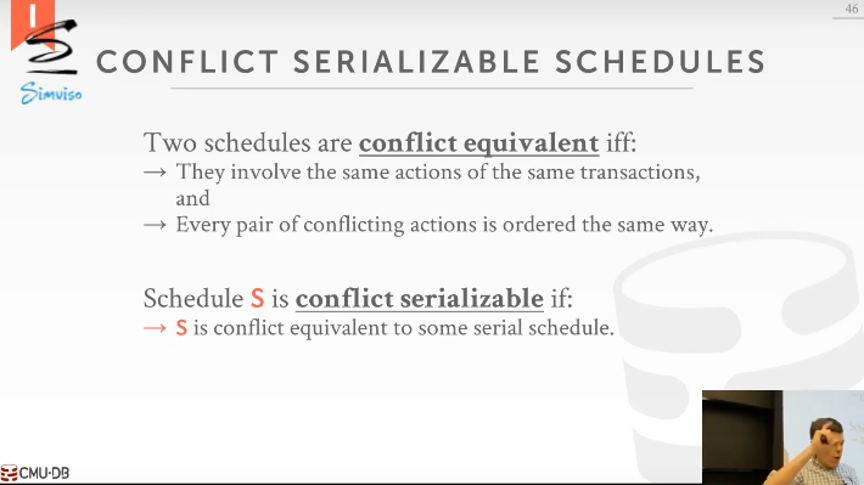 46
I
Simviso
CONFLICT SERIALIZABLE SCHEDULES
Two schedules are conflict equivalent iff:
→ They involve the same actions of the same transactions,
and
→ Every pair of conflicting actions is ordered the same way.
Schedule S is conflict serializable if:
→ S is conflict equivalent to some serial schedule.
CMU·DB